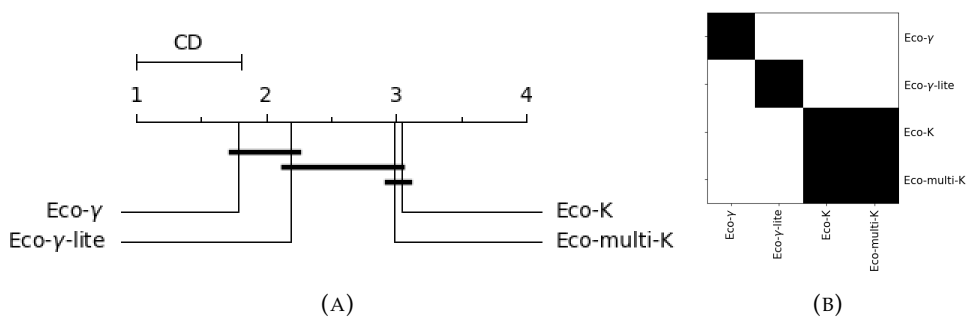 CD
1 2 3 4
Eco-γ
Eco-γ-lite
Eco-K
Eco-multi-K
(A)
Eco-γ
Eco-γ-lite
Eco-K
Eco-multi-K
Eco-γ
Eco-γ-lite
Eco-K
Eco-multi-K
(B)